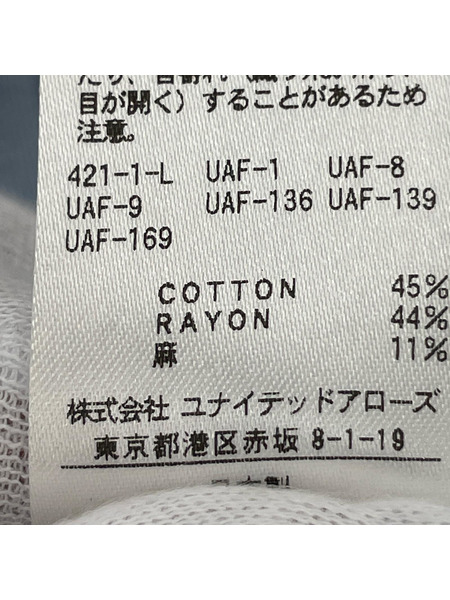 目が開く）することがあるため
注意。
421-1-L UAF-1 UAF-8
UAF-9 UAF-136 UAF-139
UAF-169
COTTON 45%
RAYON 44%
麻 11%
株式会社 ユナイテッドアローズ
東京都港区赤坂 8-1-19